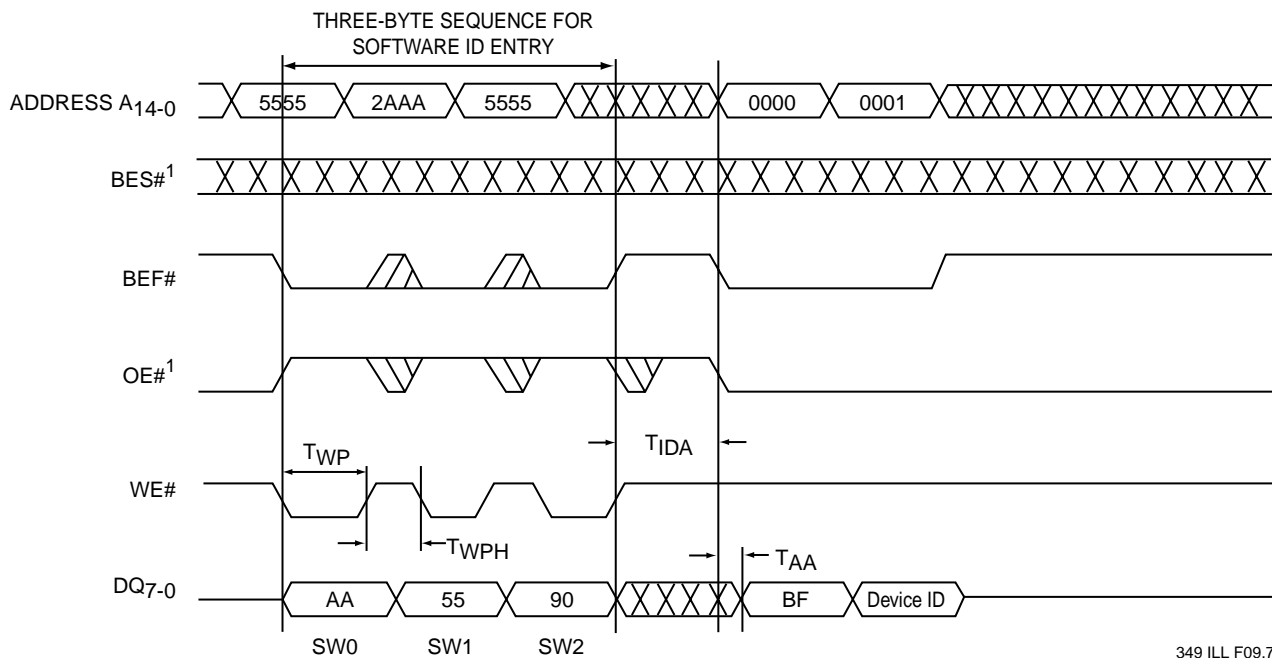 THREE-BYTE SEQUENCE FOR
SOFTWARE ID ENTRY
ADDRESS A14-0
5555 2AAA 5555 0000 0001
BES#1
BEF#
OE#1
TIDA
TWP
WE#
TWPH
TAA
DQ7-0
AA 55 90 BF Device ID
SW0 SW1 SW2
349 ILL F09.7